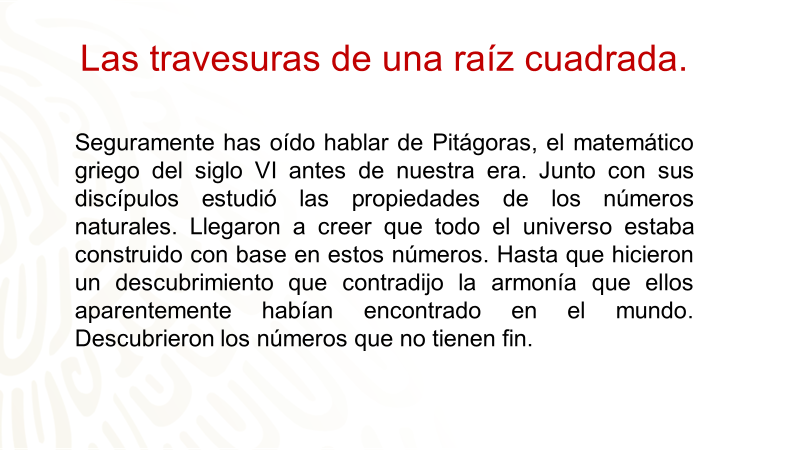 Las travesuras de una raíz cuadrada.
Seguramente has oído hablar de Pitágoras, el matemático
griego del siglo VI antes de nuestra era. Junto con sus
discípulos estudió las propiedades de los números
naturales. Llegaron a creer que todo el universo estaba
construido con base en estos números. Hasta que hicieron
un descubrimiento que contradijo la armonía que ellos
aparentemente habían encontrado en el mundo.
Descubrieron los números que no tienen fin.